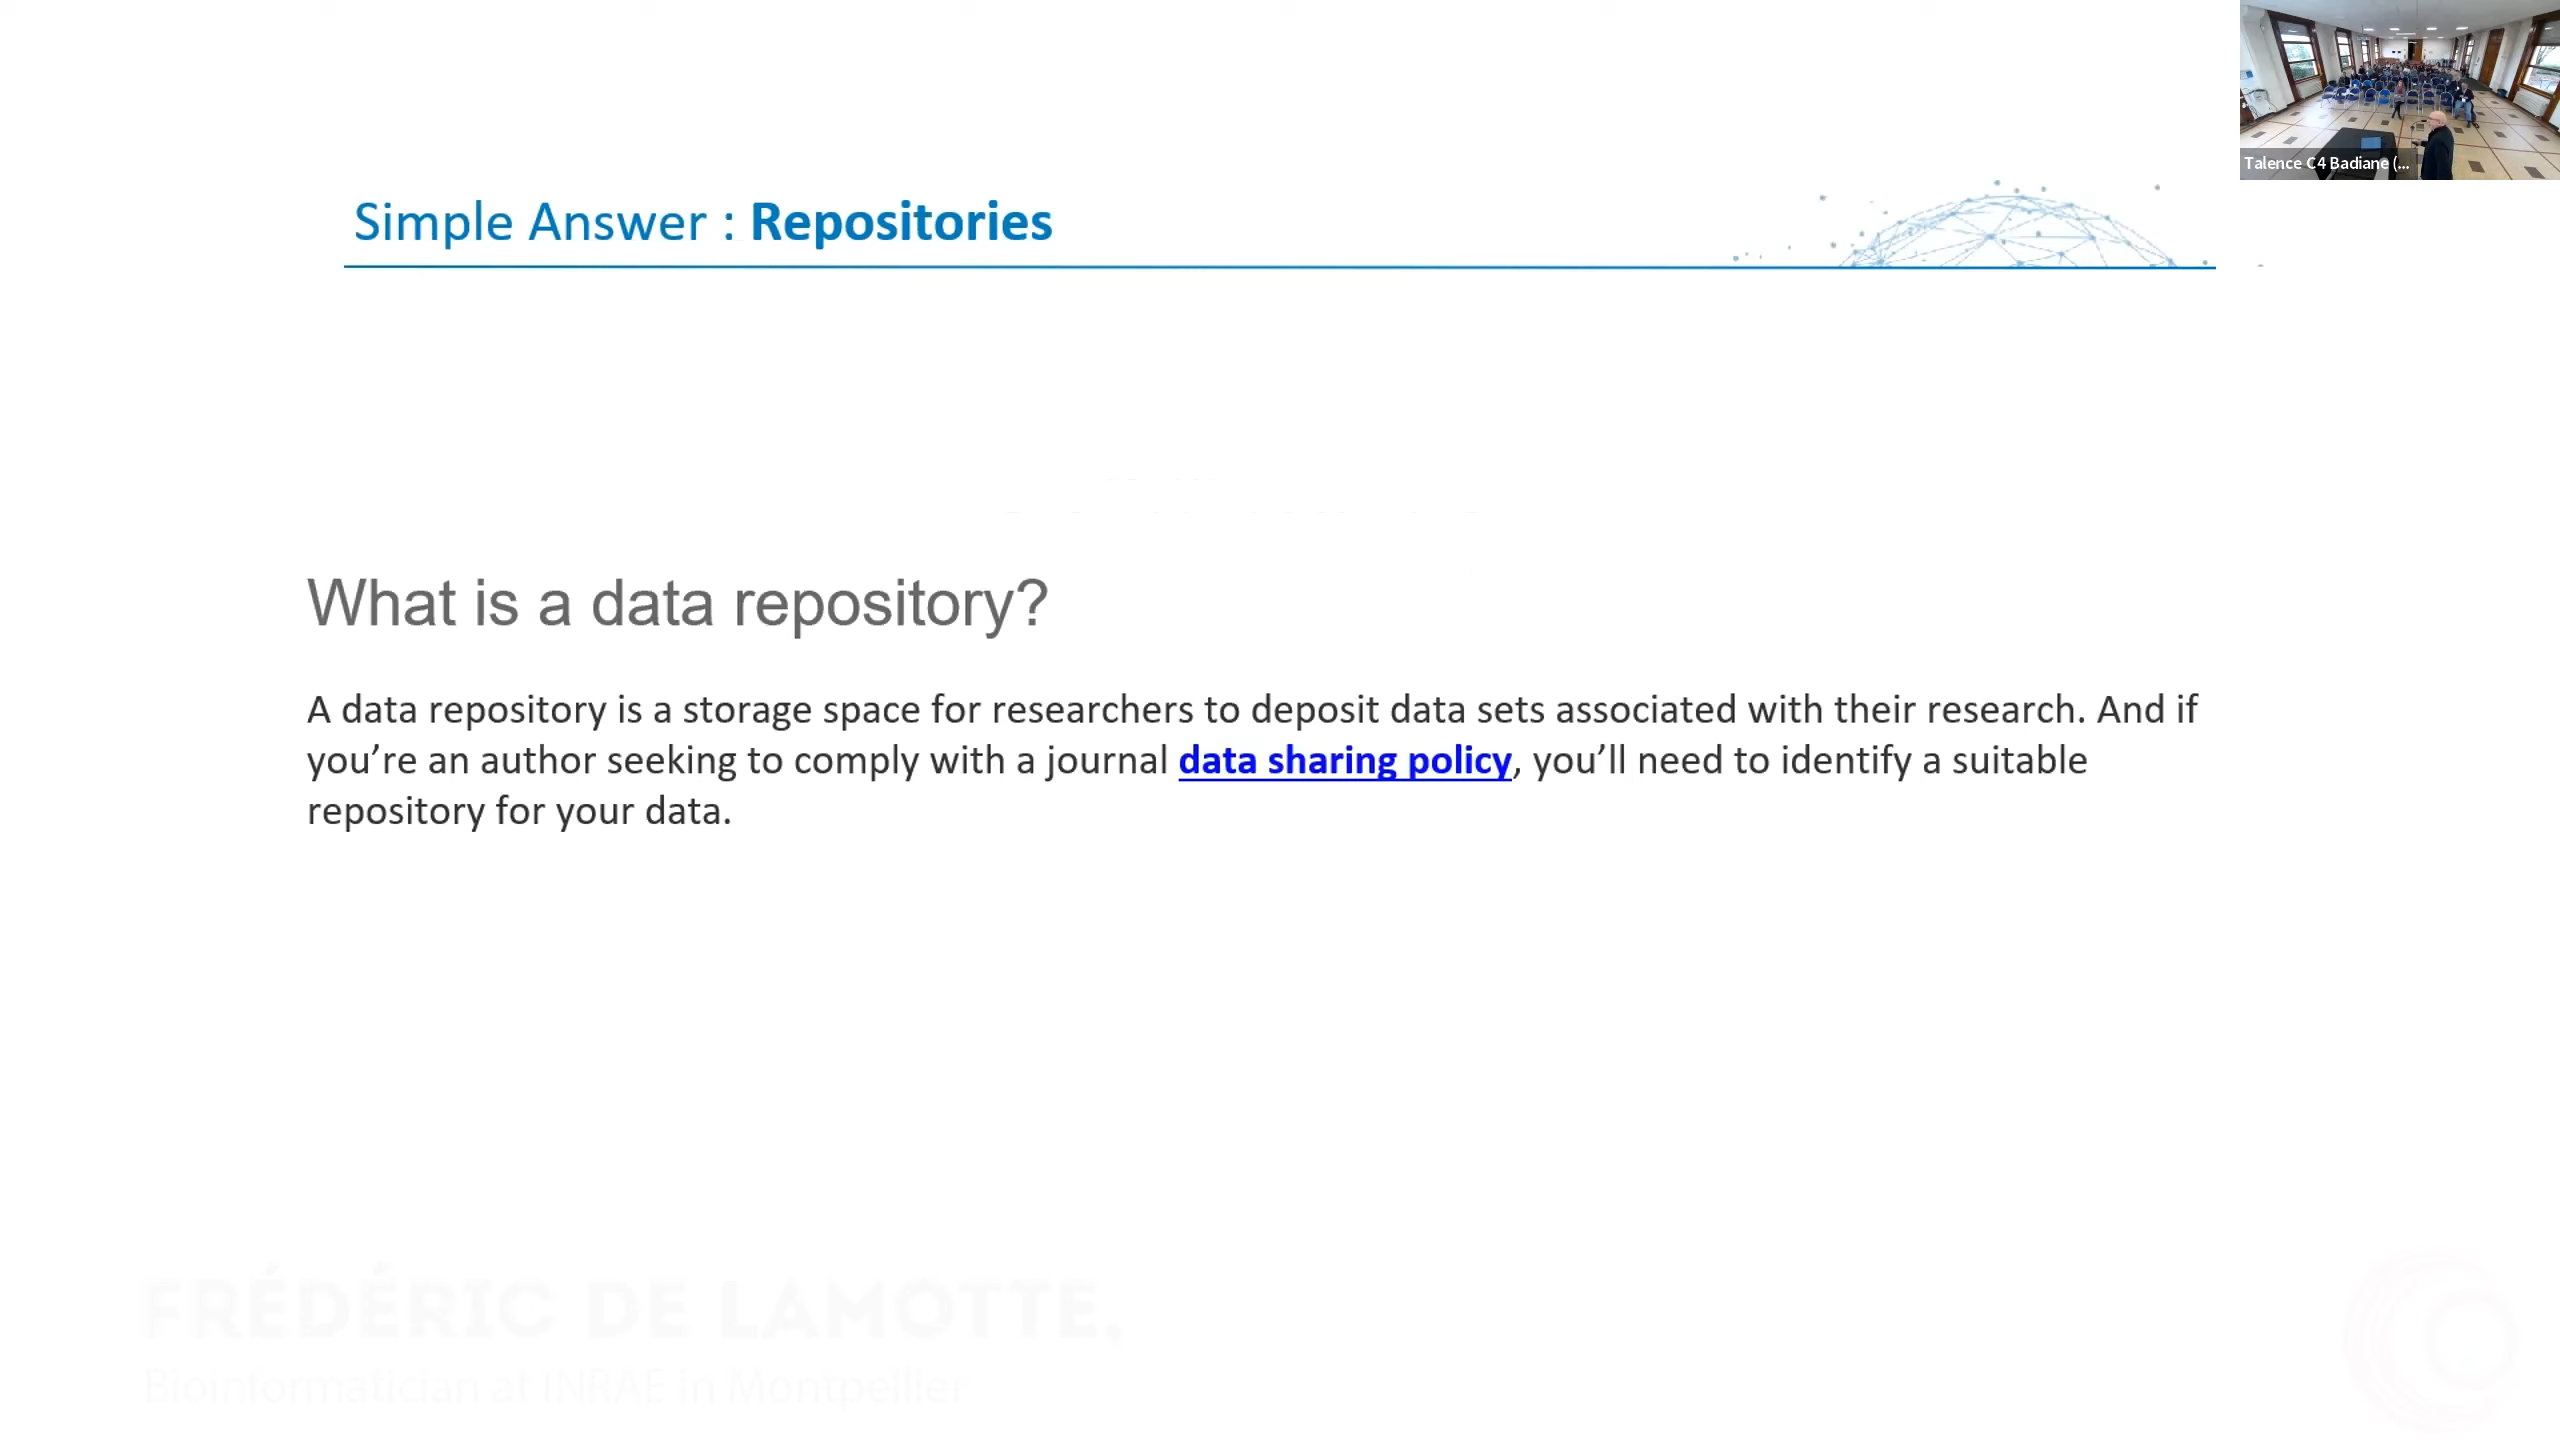 Talence C4 Badiane (...
Simple Answer : Repositories
What is a data repository?
A data repository is a storage space for researchers to deposit data sets associated with their research. And if
you’re an author seeking to comply with a journal data sharing policy, you’ll need to identify a suitable
repository for your data.
FRÉDÉRIC DE LAMOTTE,
Bioinformatician at INRAE in Montpellier